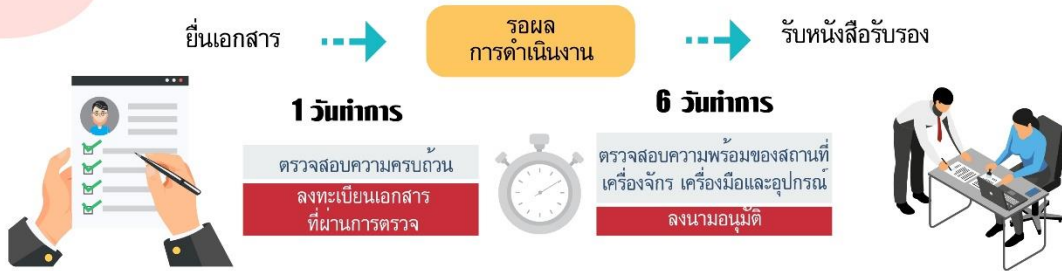 ยื่นเอกสาร
รอผล
การดำเนินงาน
รับหนังสือรับรอง
1 วันทำการ
6 วันทำการ
ตรวจสอบความครบถ้วน
ลงทะเบียนเอกสาร
ที่ผ่านการตรวจ
ตรวจสอบความพร้อมของสถานที่
เครื่องจักร เครื่องมือและอุปกรณ์
ลงนามอนุมัติ